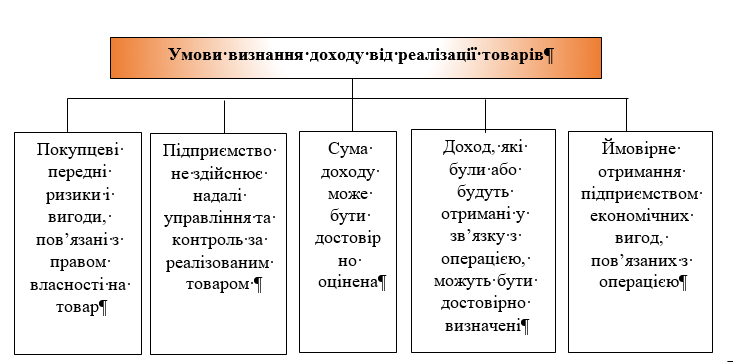 Умови·визнання·доходу·від·реалізації·товарів¶
Покупцеві·
передні·
ризики·і·
вигоди,·
пов’язані·з·
правом·
власності·на·
товар¶
Підприємство·
не·здійснює·
надалі·
управління·та·
контроль·за·
реалізованим·
товаром·¶
Сума·
доходу·
може·
бути·
достовір
но·
оцінена¶
Доход,·які·
були·або·
будуть·
отримані·у·
зв’язку·з·
операцією,·
можуть·бути·
достовірно·
визначені¶
Ймовірне·
отримання·
підприємством·
економічних·
вигод,·
пов’язаних·з·
операцією¶